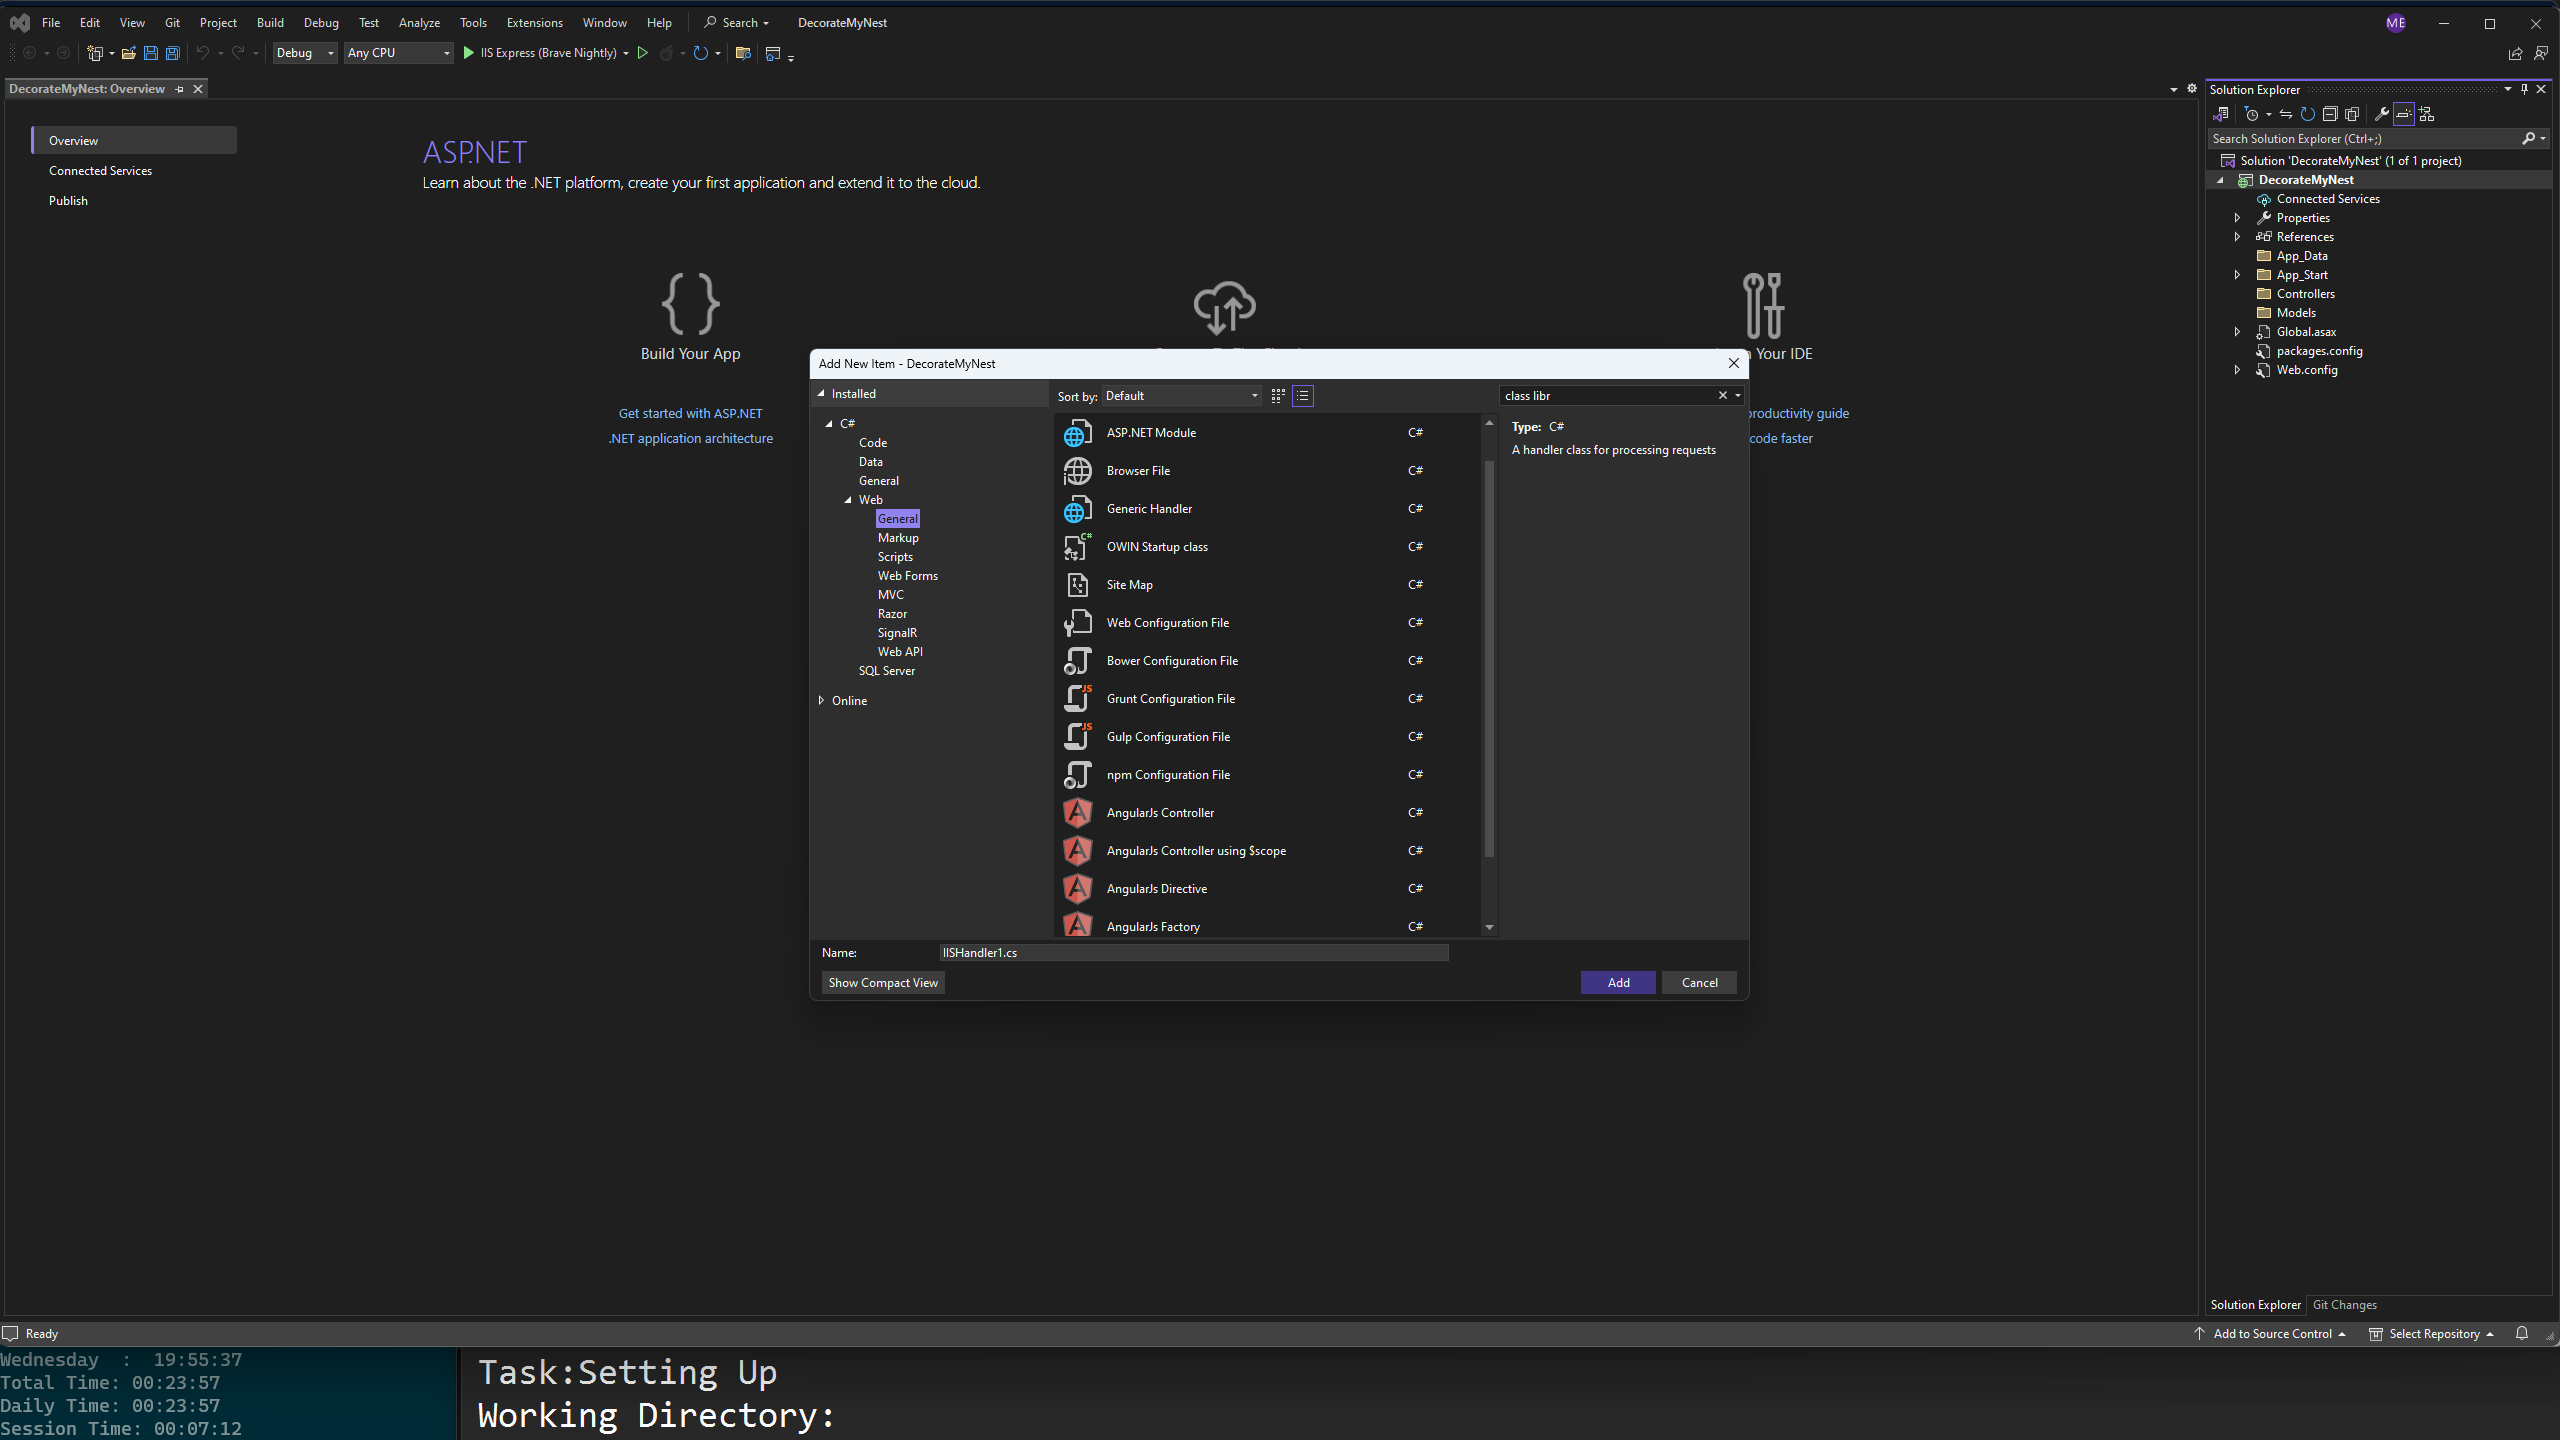 File Edit View Git Project Build Debug Test Analyze Tools Extensions Window Help Search DecorateMyNest ME
Debug Any CPU IIS Express (Brave Nightly)
DecorateMyNest: Overview
Overview
Connected Services
Publish
ASP.NET
Learn about the .NET platform, create your first application and extend it to the cloud.
Build Your App
Your IDE
Get started with ASP.NET
productivity guide
.NET application architecture
code faster
Add New Item - DecorateMyNest
Installed
C#
Code
Data
General
Web
General
Markup
Scripts
Web Forms
MVC
Razor
SignalR
Web API
SQL Server
Online
Sort by: Default
class libr
ASP.NET Module C#
Browser File C#
Generic Handler C#
OWIN Startup class C#
Site Map C#
Web Configuration File C#
Bower Configuration File C#
Grunt Configuration File C#
Gulp Configuration File C#
npm Configuration File C#
AngularJs Controller C#
AngularJs Controller using $scope C#
AngularJs Directive C#
AngularJs Factory C#
Type: C#
A handler class for processing requests
Name: IISHandler1.cs
Show Compact View Add Cancel
Solution Explorer
Search Solution Explorer (Ctrl+;)
Solution 'DecorateMyNest' (1 of 1 project)
DecorateMyNest
Connected Services
Properties
References
App_Data
App_Start
Controllers
Models
Global.asax
packages.config
Web.config
Solution Explorer Git Changes
Ready Add to Source Control Select Repository
Wednesday : 19:55:37
Total Time: 00:23:57
Daily Time: 00:23:57
Session Time: 00:07:12
Task:Setting Up
Working Directory: